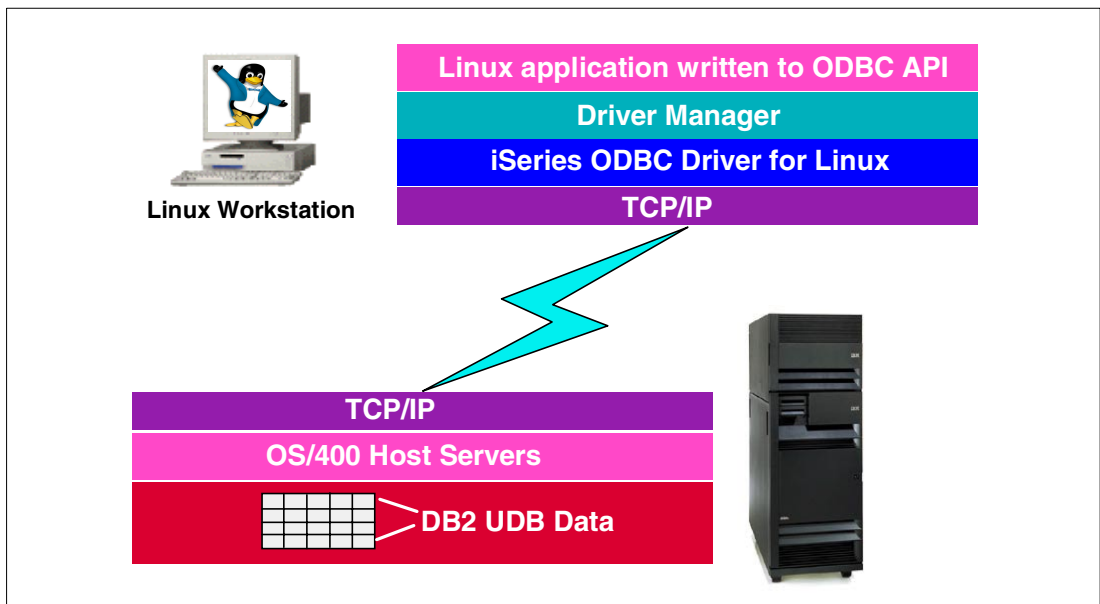 Linux application written to ODBC API
Driver Manager
iSeries ODBC Driver for Linux
TCP/IP
Linux Workstation
TCP/IP
OS/400 Host Servers
DB2 UDB Data